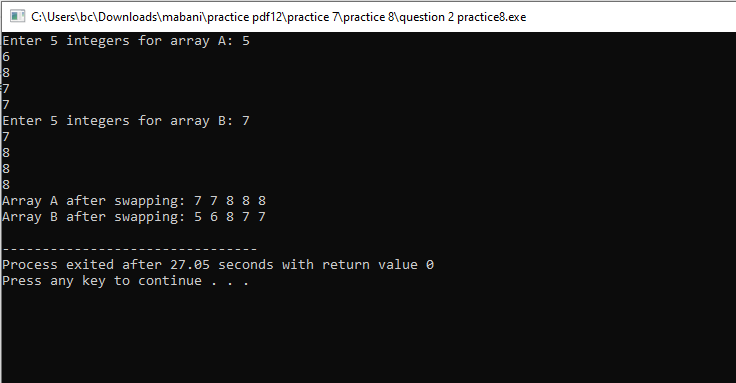 C:\Users\bc\Downloads\mabani\practice pdf12\practice 7\practice 8\question 2 practice8.exe
Enter 5 integers for array A: 5
6
8
7
7
Enter 5 integers for array B: 7
7
8
8
8
Array A after swapping: 7 7 8 8 8
Array B after swapping: 5 6 8 7 7
--------------------------------
Process exited after 27.05 seconds with return value 0
Press any key to continue . . .